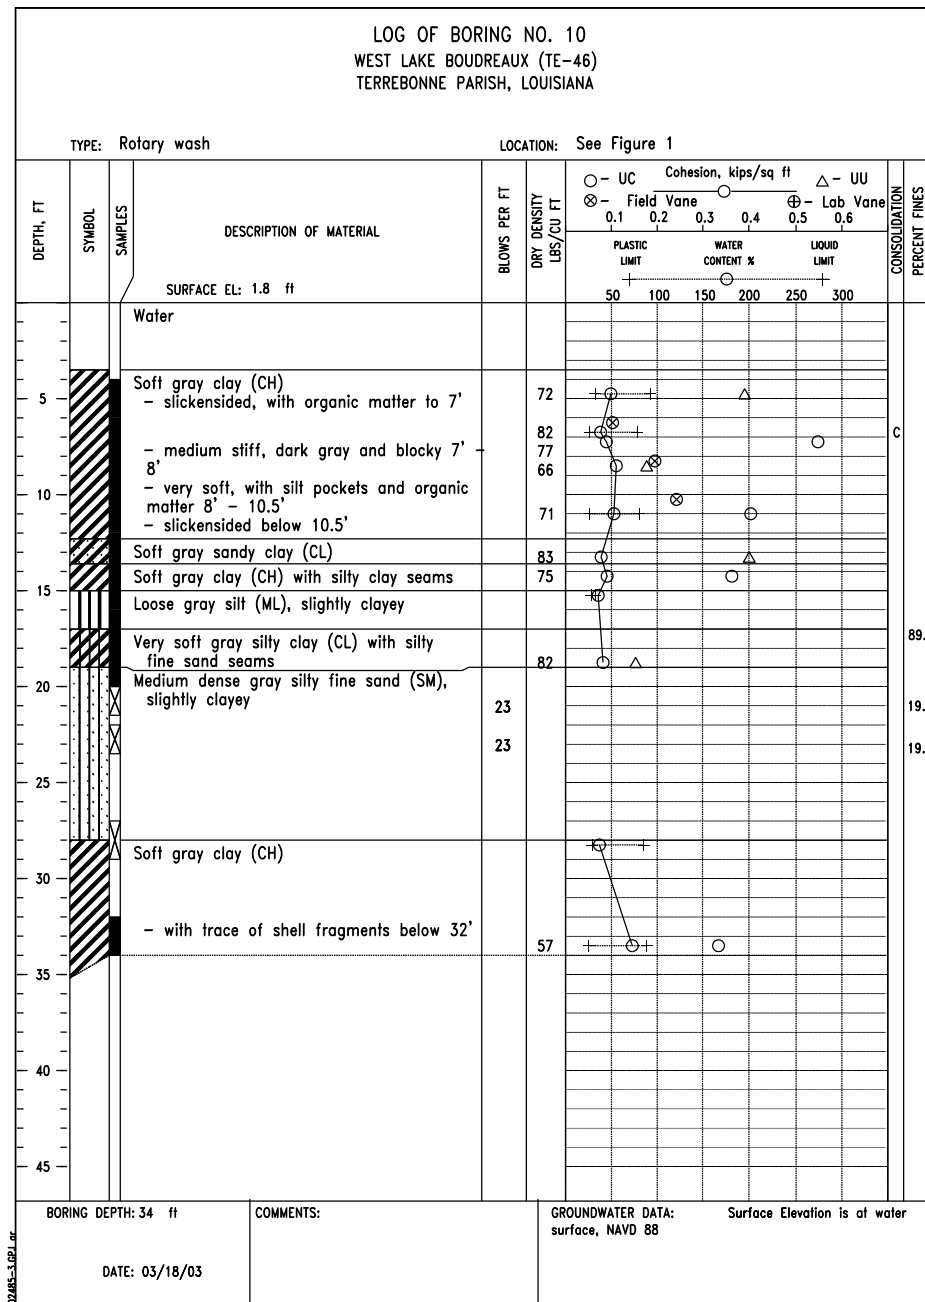 LOG OF BORING NO. 10
WEST LAKE BOUDREAUX (TE-46)
TERREBONNE PARISH, LOUISIANA
TYPE: Rotary wash
LOCATION: See Figure 1
DEPTH, FT
SYMBOL
SAMPLES
DESCRIPTION OF MATERIAL
SURFACE EL: 1.8 ft
BLOWS PER FT
DRY DENSITY
LBS/CU FT
Cohesion, kips/sq ft
- UC
- UU
- Field Vane
- Lab Vane
0.1 0.2 0.3 0.4 0.5 0.6
PLASTIC LIMIT
WATER CONTENT %
LIQUID LIMIT
50 100 150 200 250 300
CONSOLIDATION
PERCENT FINES
Water
Soft gray clay (CH)
5
- slickensided, with organic matter to 7'
72
82
C
- medium stiff, dark gray and blocky 7' -
8'
77
66
- very soft, with silt pockets and organic
matter 8' - 10.5'
10
- slickensided below 10.5'
71
Soft gray sandy clay (CL)
83
Soft gray clay (CH) with silty clay seams
75
15
Loose gray silt (ML), slightly clayey
Very soft gray silty clay (CL) with silty
fine sand seams
89.
82
Medium dense gray silty fine sand (SM),
slightly clayey
20
23
19.
23
19.
25
Soft gray clay (CH)
30
- with trace of shell fragments below 32'
57
35
40
45
BORING DEPTH: 34 ft
DATE: 03/18/03
COMMENTS:
GROUNDWATER DATA: Surface Elevation is at water
surface, NAVD 88